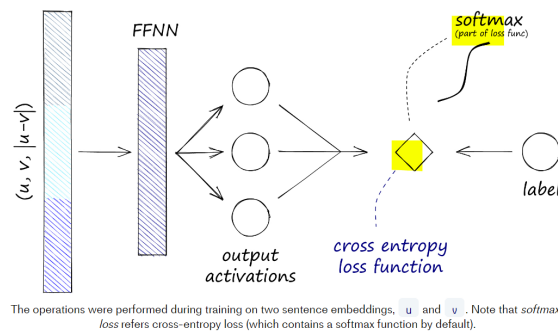 softmax
(part of loss func)
FFNN
(u, v, |u-v|)
label
output
activations
cross entropy
loss function
The operations were performed during training on two sentence embeddings, u and v . Note that softmax
loss refers cross-entropy loss (which contains a softmax function by default).